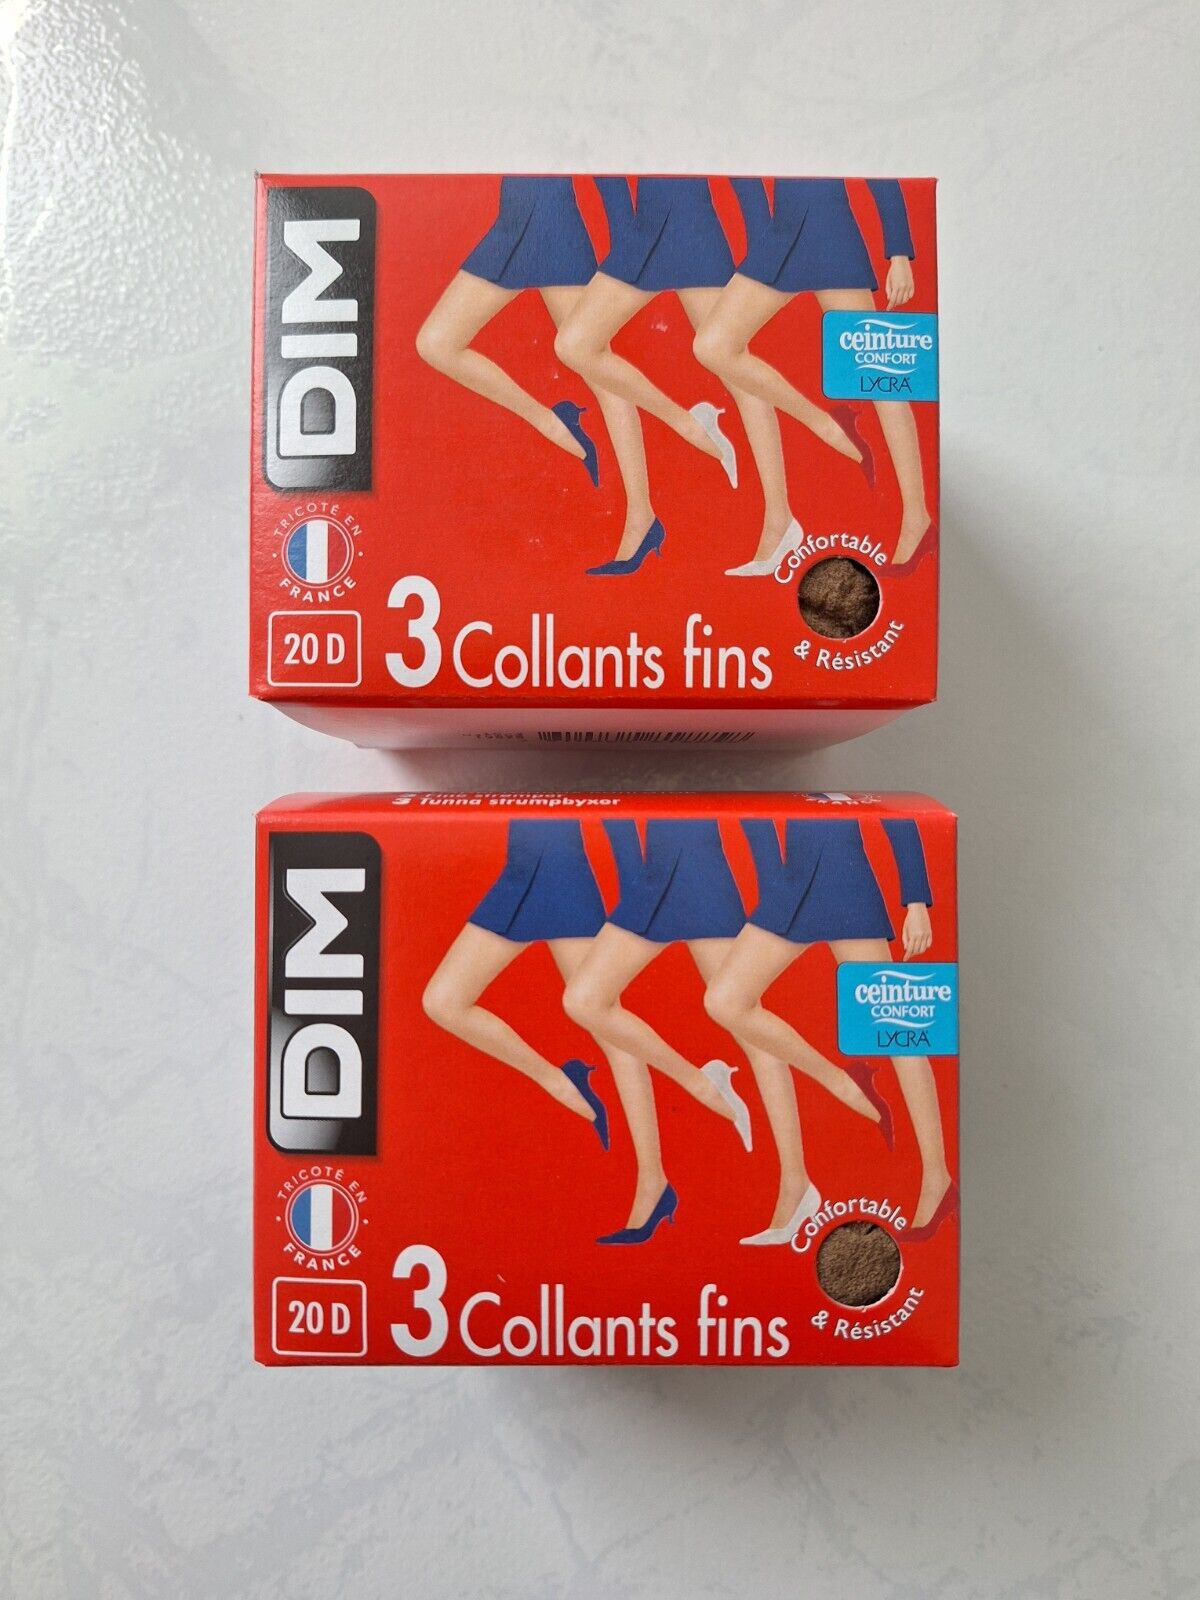 DIM
ceinture
CONFORT
LYCRA
TRICOTÉ EN
FRANCE
20 D
3 Collants fins
Confortable
& Résistant
3 Tunna strumpbyxor
FRANCE
DIM
ceinture
CONFORT
LYCRA
TRICOTÉ EN
FRANCE
20 D
3 Collants fins
Confortable
& Résistant